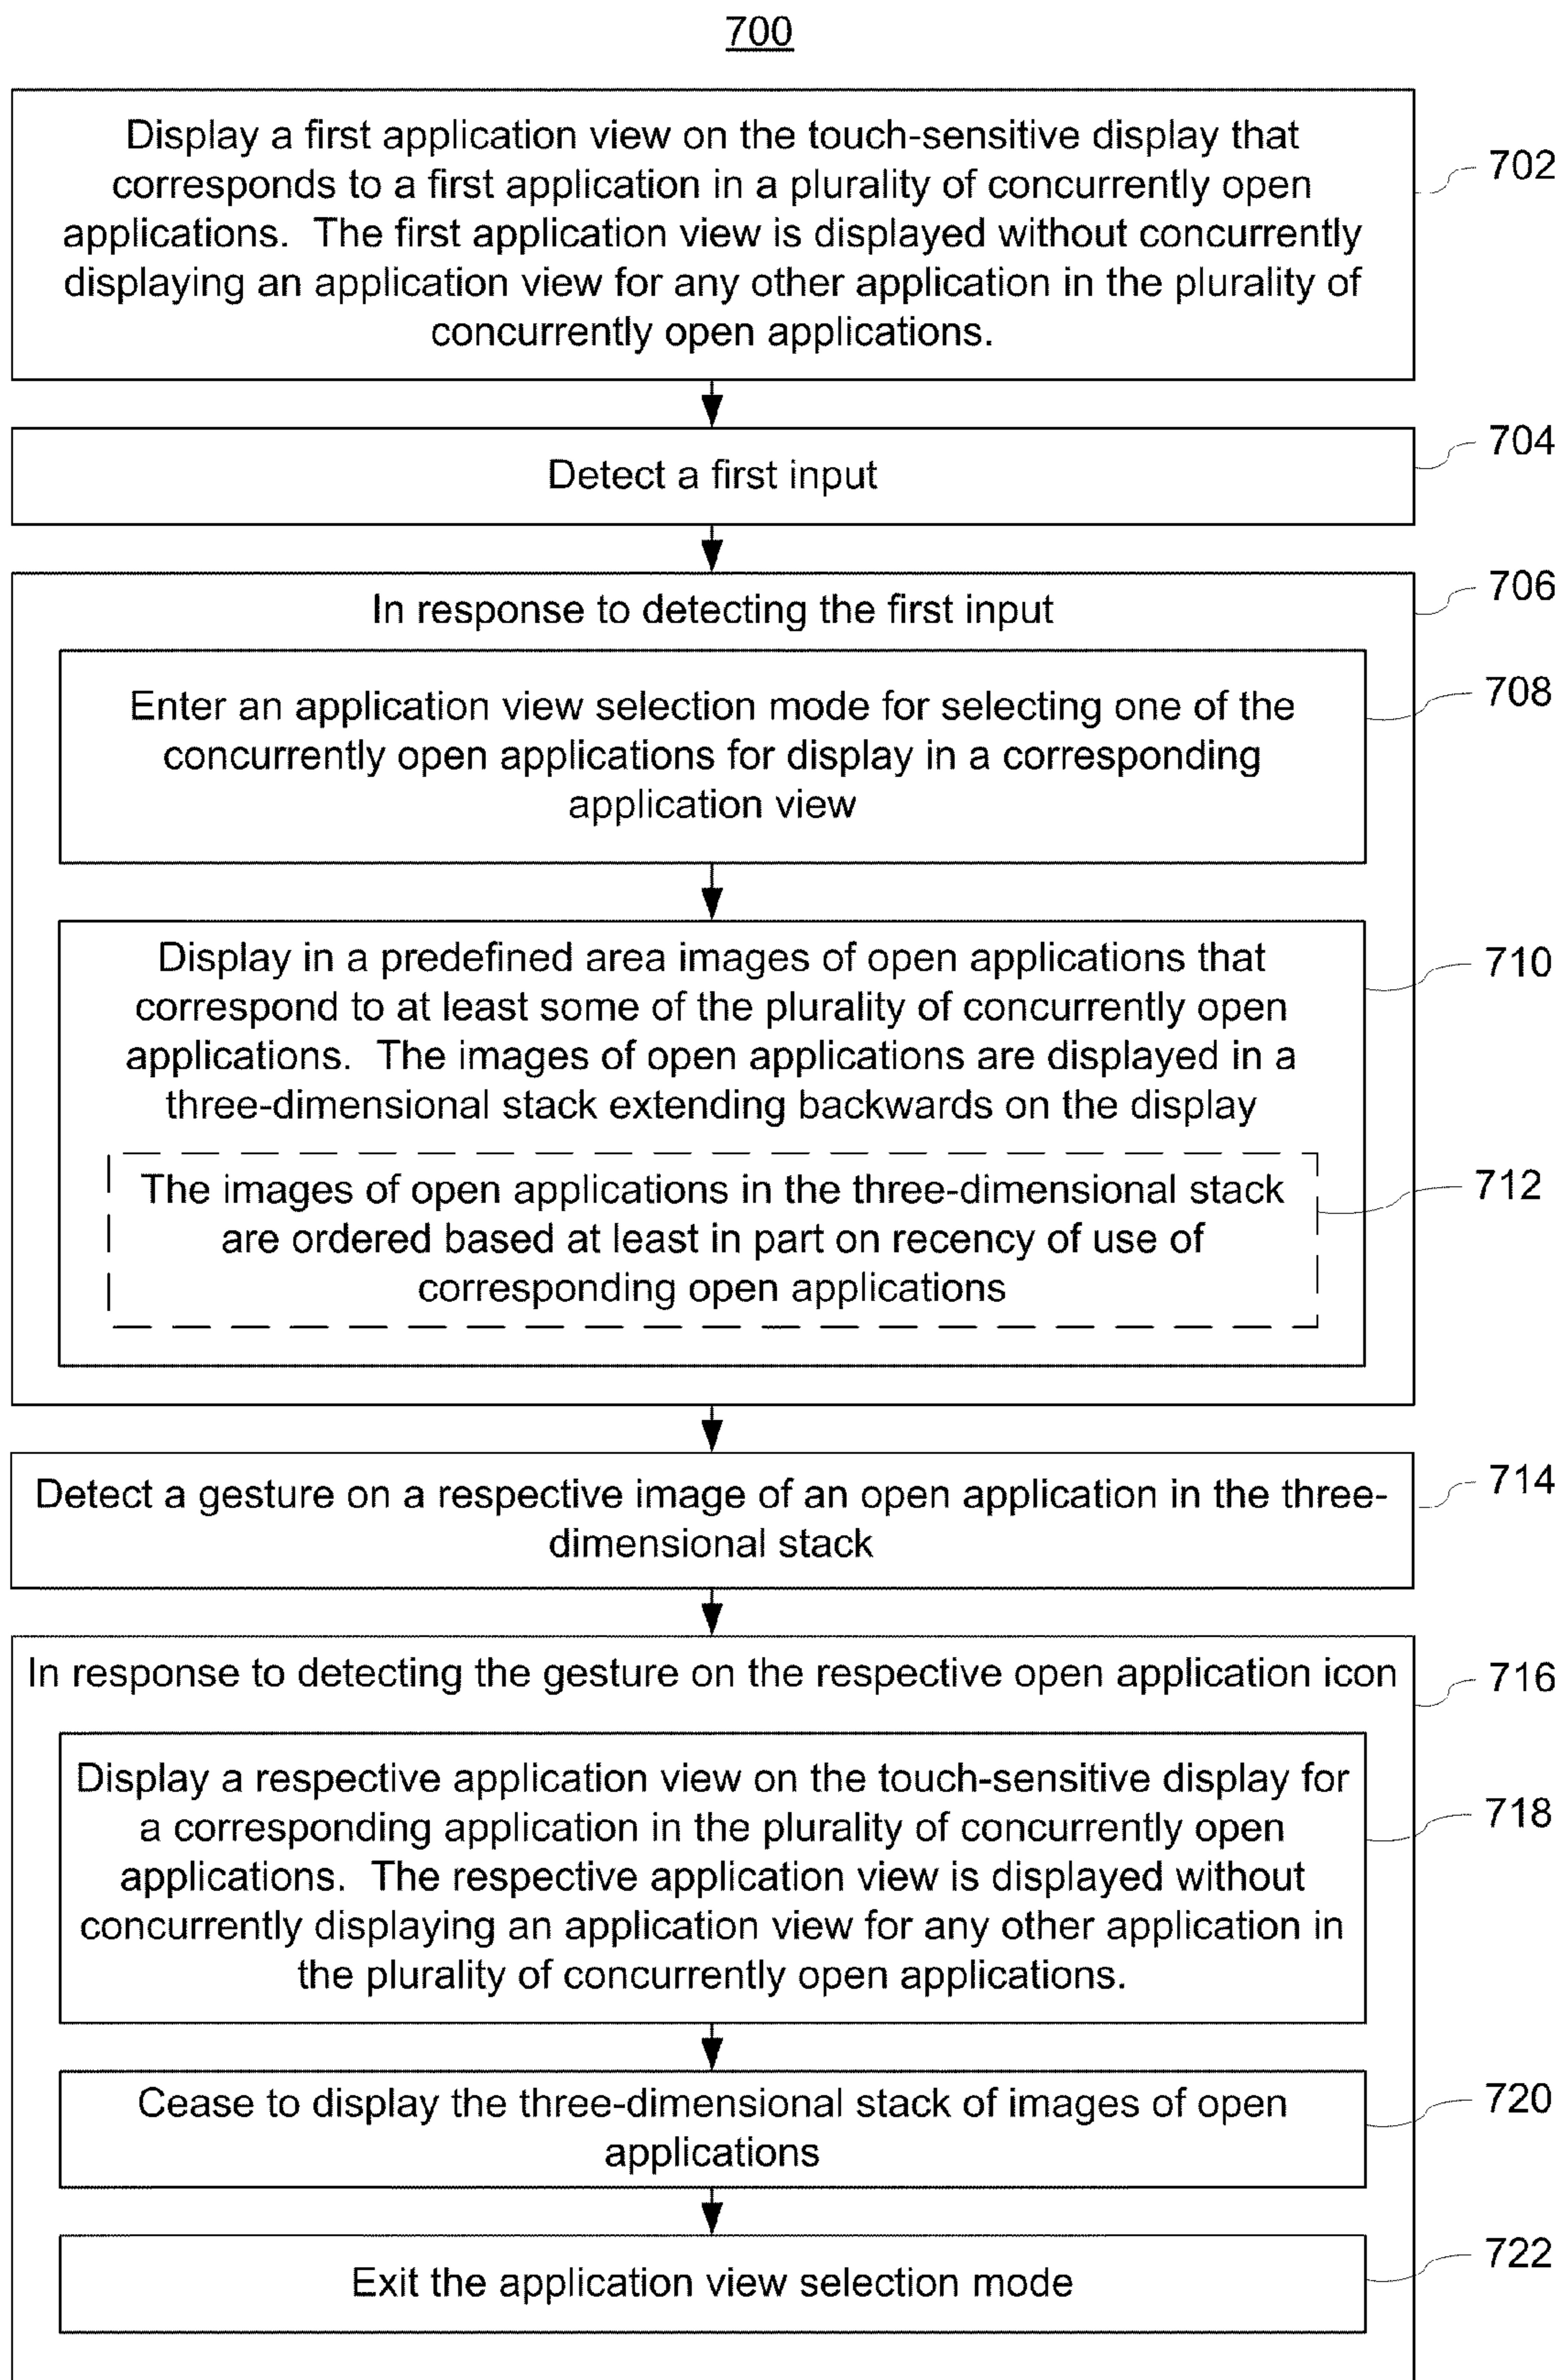 700
Display a first application view on the touch-sensitive display that
corresponds to a first application in a plurality of concurrently open
applications. The first application view is displayed without concurrently
displaying an application view for any other application in the plurality of
concurrently open applications.
702
Detect a first input
704
In response to detecting the first input
706
Enter an application view selection mode for selecting one of the
concurrently open applications for display in a corresponding
application view
708
Display in a predefined area images of open applications that
correspond to at least some of the plurality of concurrently open
applications. The images of open applications are displayed in a
three-dimensional stack extending backwards on the display
710
The images of open applications in the three-dimensional stack
are ordered based at least in part on recency of use of
corresponding open applications
712
Detect a gesture on a respective image of an open application in the three-
dimensional stack
714
In response to detecting the gesture on the respective open application icon
716
Display a respective application view on the touch-sensitive display for
a corresponding application in the plurality of concurrently open
applications. The respective application view is displayed without
concurrently displaying an application view for any other application in
the plurality of concurrently open applications.
718
Cease to display the three-dimensional stack of images of open
applications
720
Exit the application view selection mode
722